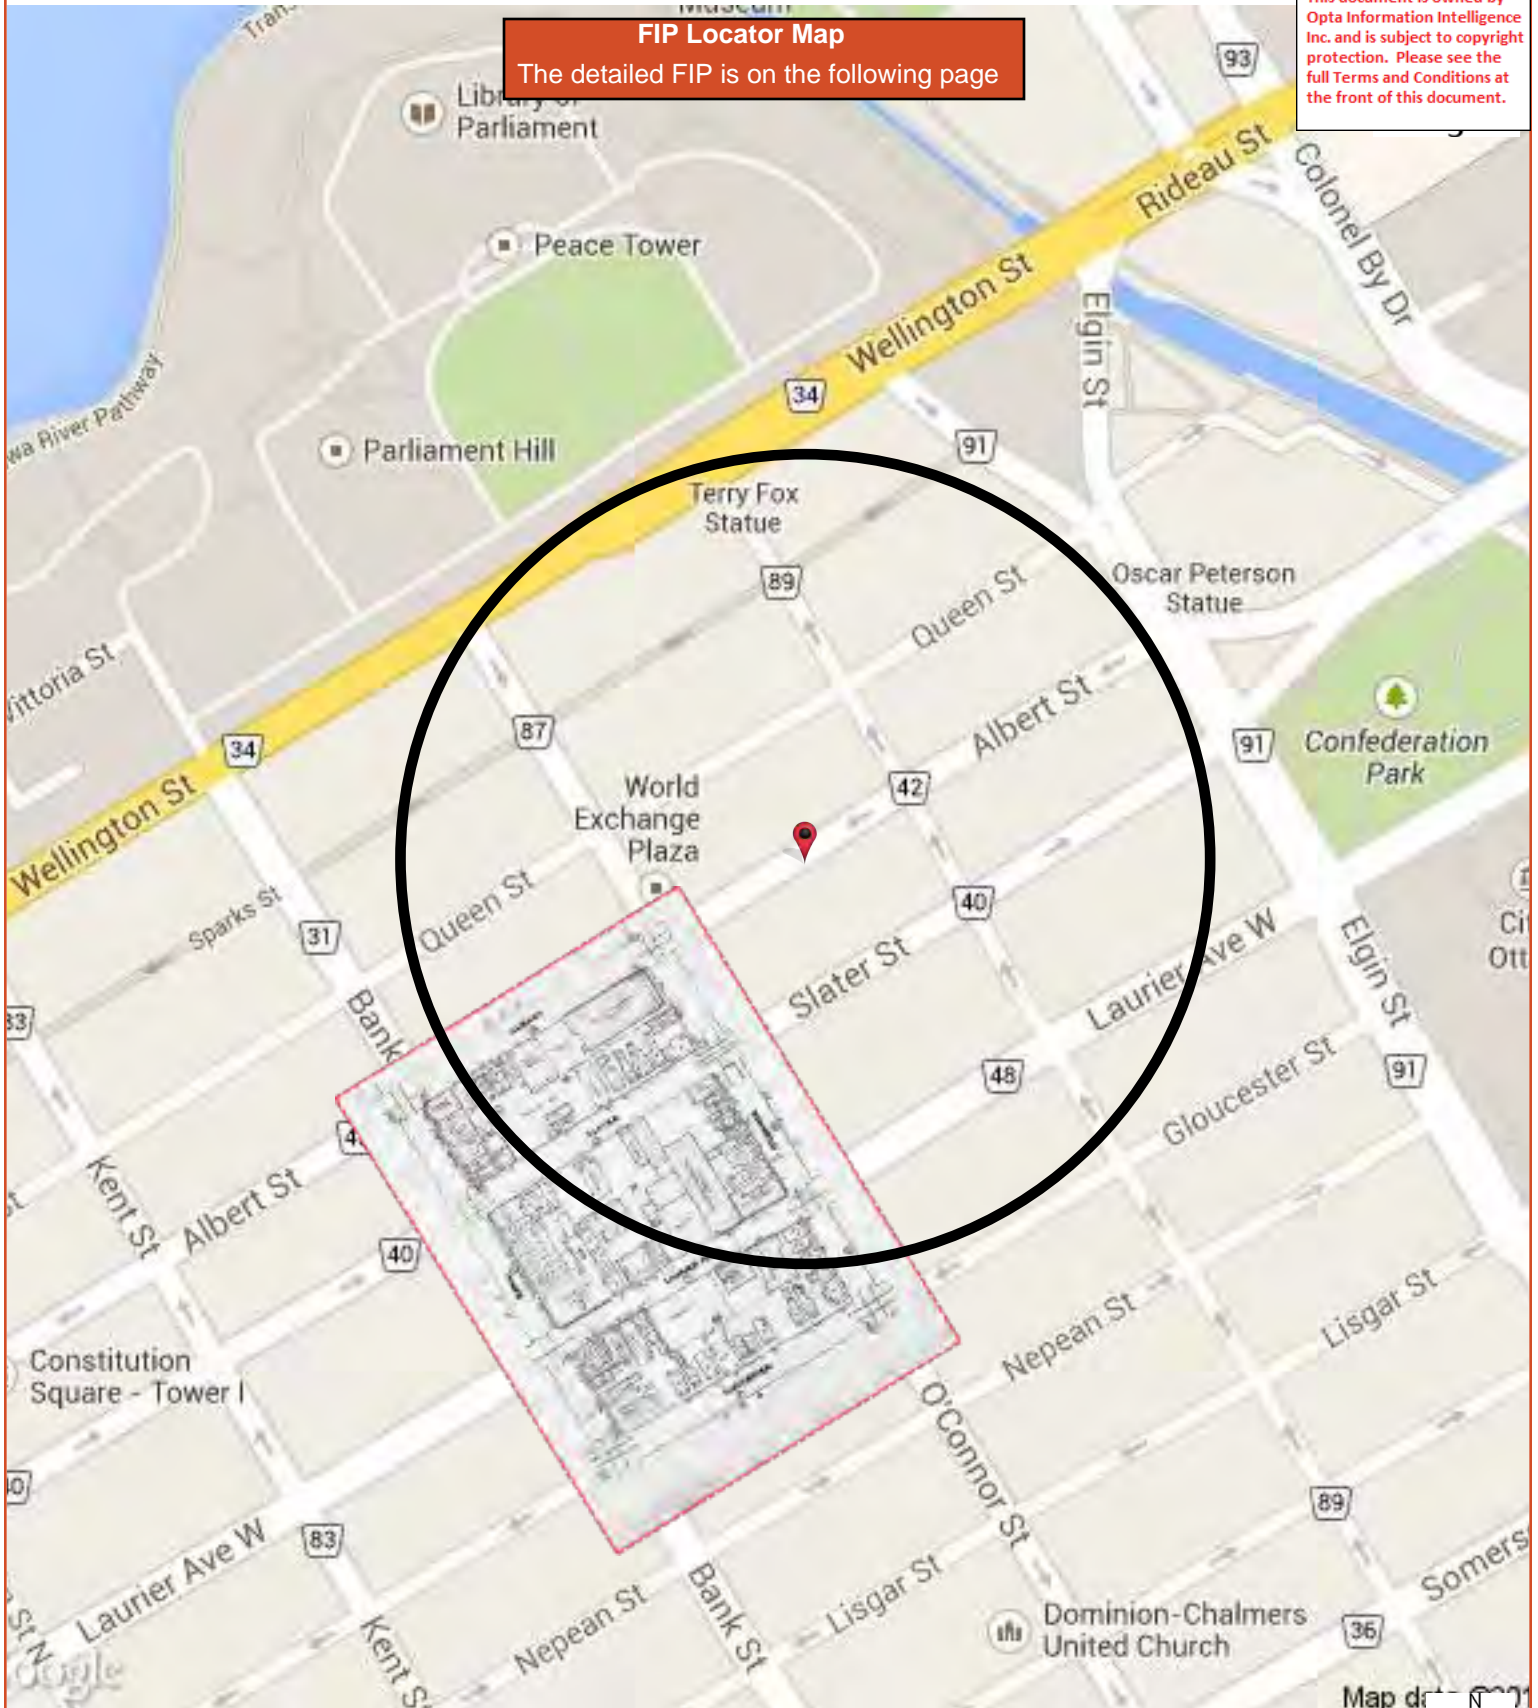 FIP Locator Map
The detailed FIP is on the following page
Opta Information Intelligence
Inc. and is subject to copyright
protection. Please see the
full Terms and Conditions at
the front of this document.
93
Library of
Parliament
Rideau St
Colonel By Dr
Peace Tower
Wellington St
Elgin St
34
Parliament Hill
91
Terry Fox
Statue
89
Queen St
Oscar Peterson
Statue
Albert St
87
34
91
Confederation
Park
World
Exchange
Plaza
42
Wellington St
Sparks St
Queen St
31
40
Slater St
Laurier Ave W
Elgin St
Bank
48
Gloucester St
91
Kent St
Albert St
40
Nepean St
Lisgar St
Constitution
Square - Tower I
O'Connor St
89
Laurier Ave W
83
Bank St
Nepean St
Lisgar St
Kent S
Dominion-Chalmers
United Church
36
Somers
Map da
N